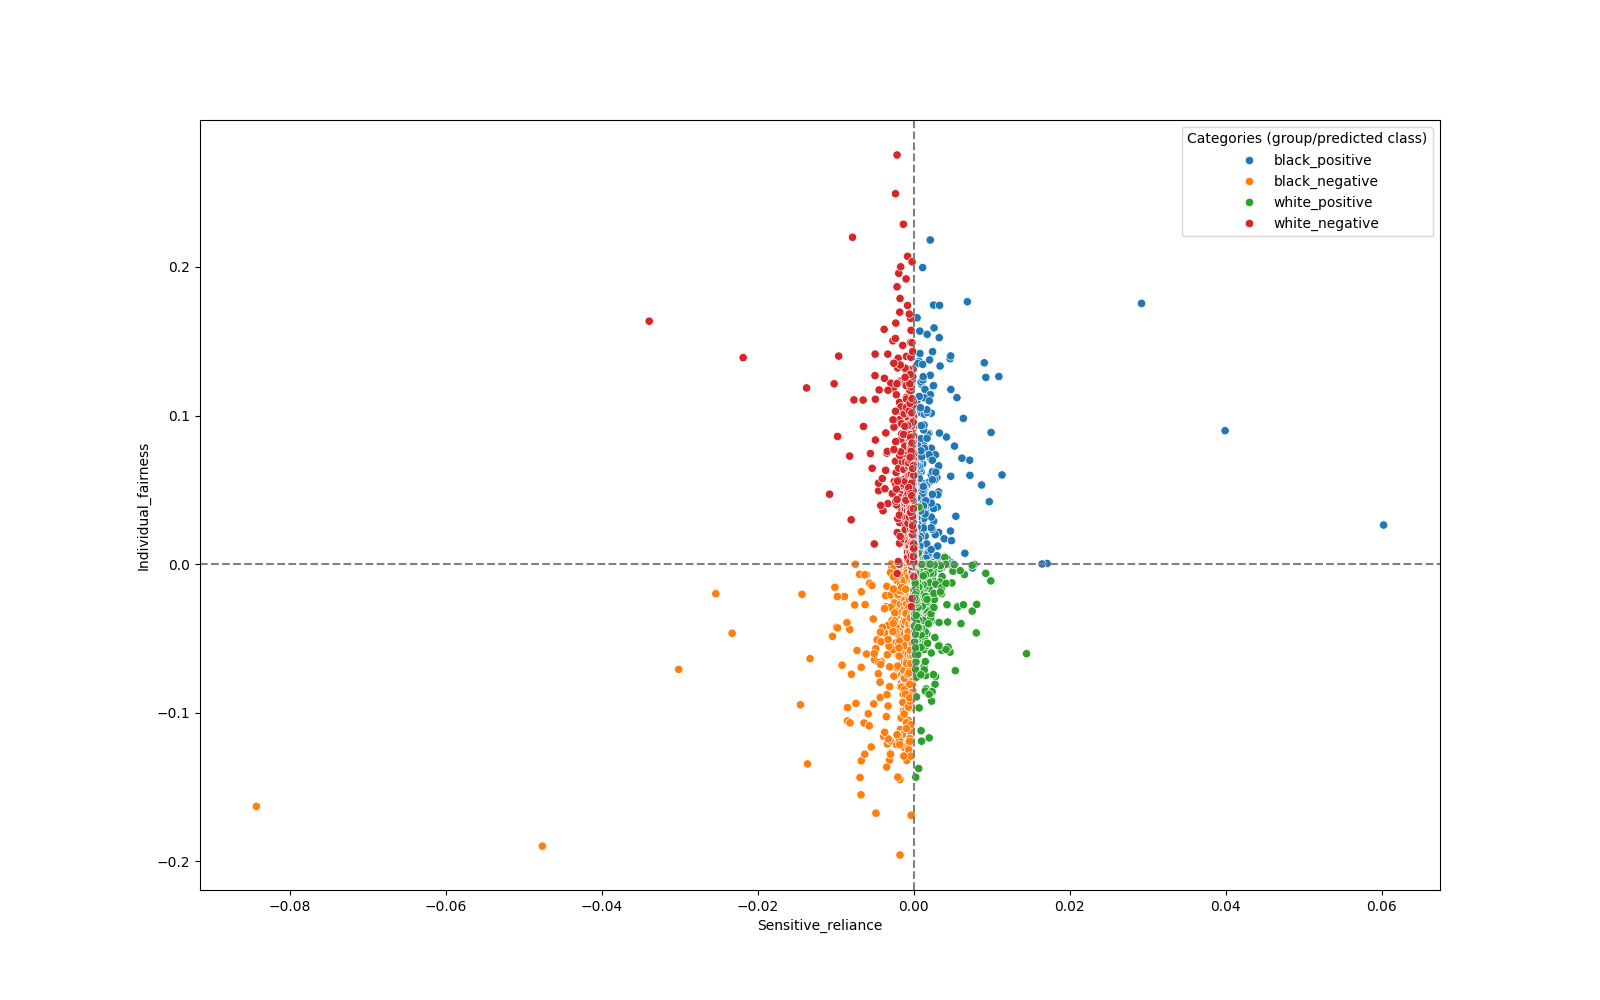 Categories (group/predicted class)
black_positive
black_negative
white_positive
white_negative
Individual_fairness
0.2
0.1
0.0
−0.1
−0.2
−0.08
−0.06
−0.04
−0.02
0.00
0.02
0.04
0.06
Sensitive_reliance